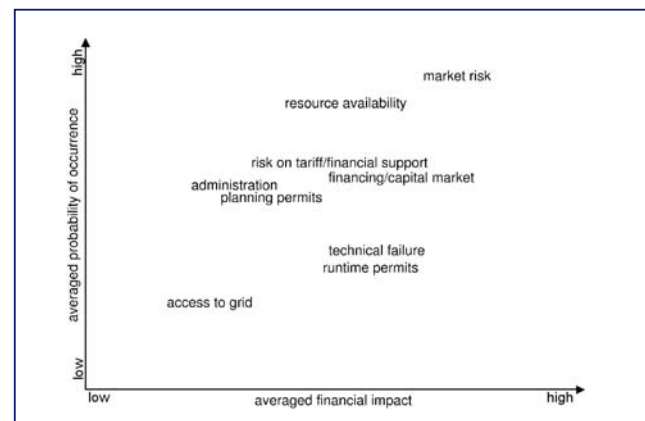 high
market risk
resource availability
averaged probability of occurrence
risk on tariff/financial support
financing/capital market
administration
planning permits
technical failure
runtime permits
access to grid
low
low
averaged financial impact
high